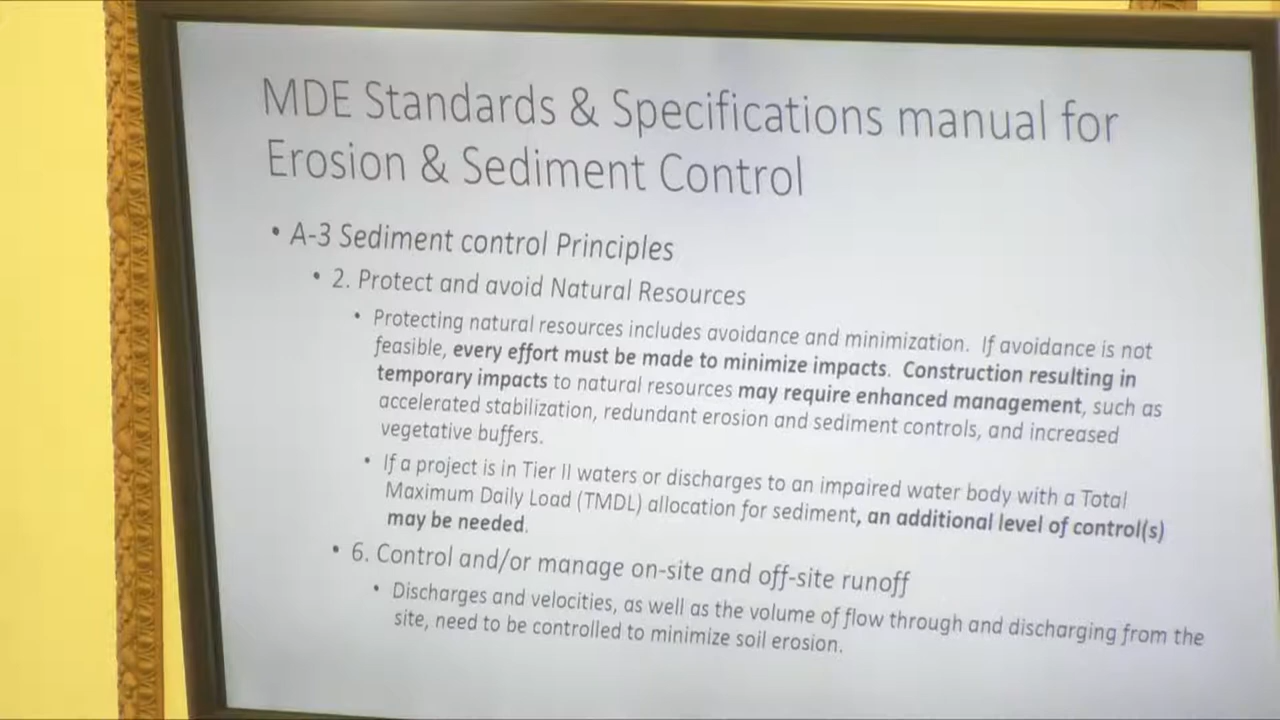 MDE Standards & Specifications manual for
Erosion & Sediment Control
• A-3 Sediment control Principles
• 2. Protect and avoid Natural Resources
• Protecting natural resources includes avoidance and minimization. If avoidance is not
feasible, every effort must be made to minimize impacts. Construction resulting in
temporary impacts to natural resources may require enhanced management, such as
accelerated stabilization, redundant erosion and sediment controls, and increased
vegetative buffers.
• If a project is in Tier II waters or discharges to an impaired water body with a Total
Maximum Daily Load (TMDL) allocation for sediment, an additional level of control(s)
may be needed.
• 6. Control and/or manage on-site and off-site runoff
• Discharges and velocities, as well as the volume of flow through and discharging from the
site, need to be controlled to minimize soil erosion.